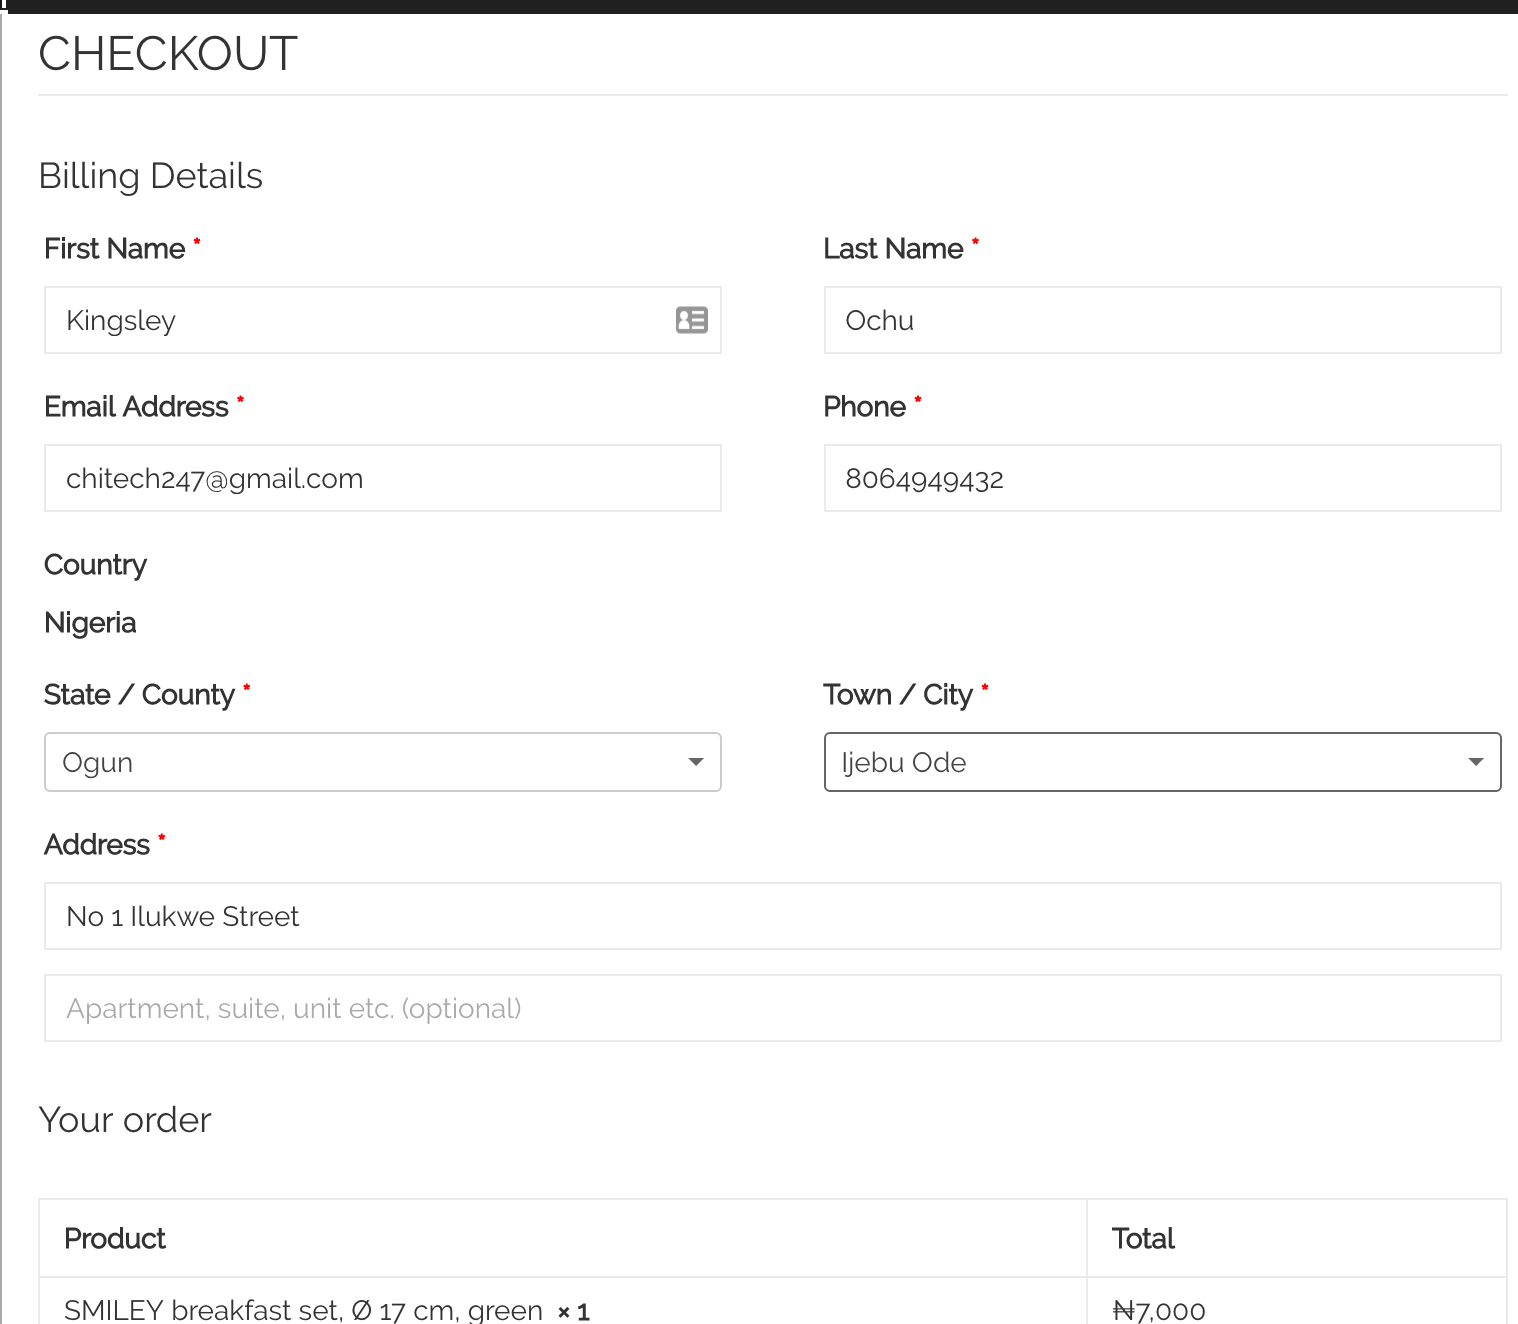 CHECKOUT
Billing Details
First Name *
Last Name *
Kingsley
Ochu
Email Address *
Phone *
chitech247@gmail.com
8064949432
Country
Nigeria
State / County *
Town / City *
Ogun
Ijebu Ode
Address *
No 1 Ilukwe Street
Apartment, suite, unit etc. (optional)
Your order
Product
Total
SMILEY breakfast set, Ø 17 cm, green × 1
₦7,000